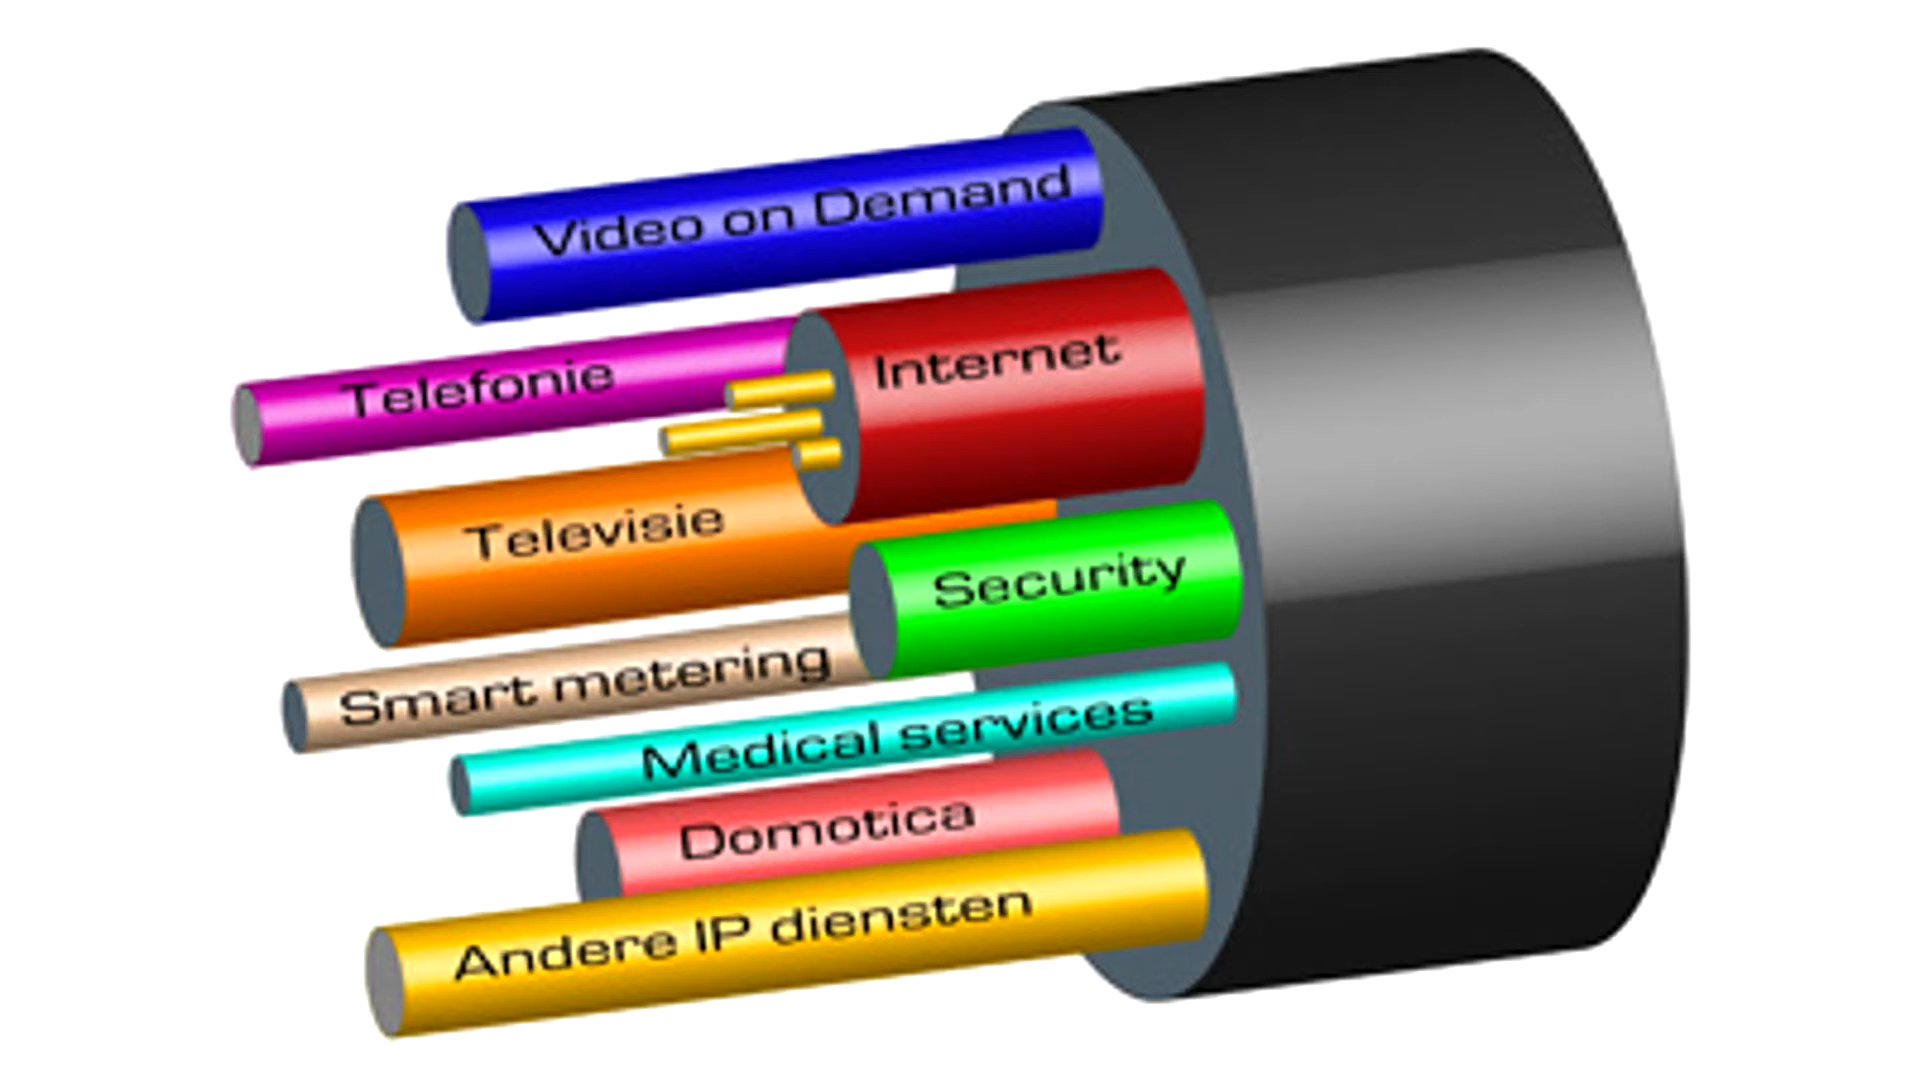 Video on Demand
Telefonie
Internet
Televisie
Security
Smart metering
Medical services
Domotica
Andere IP diensten